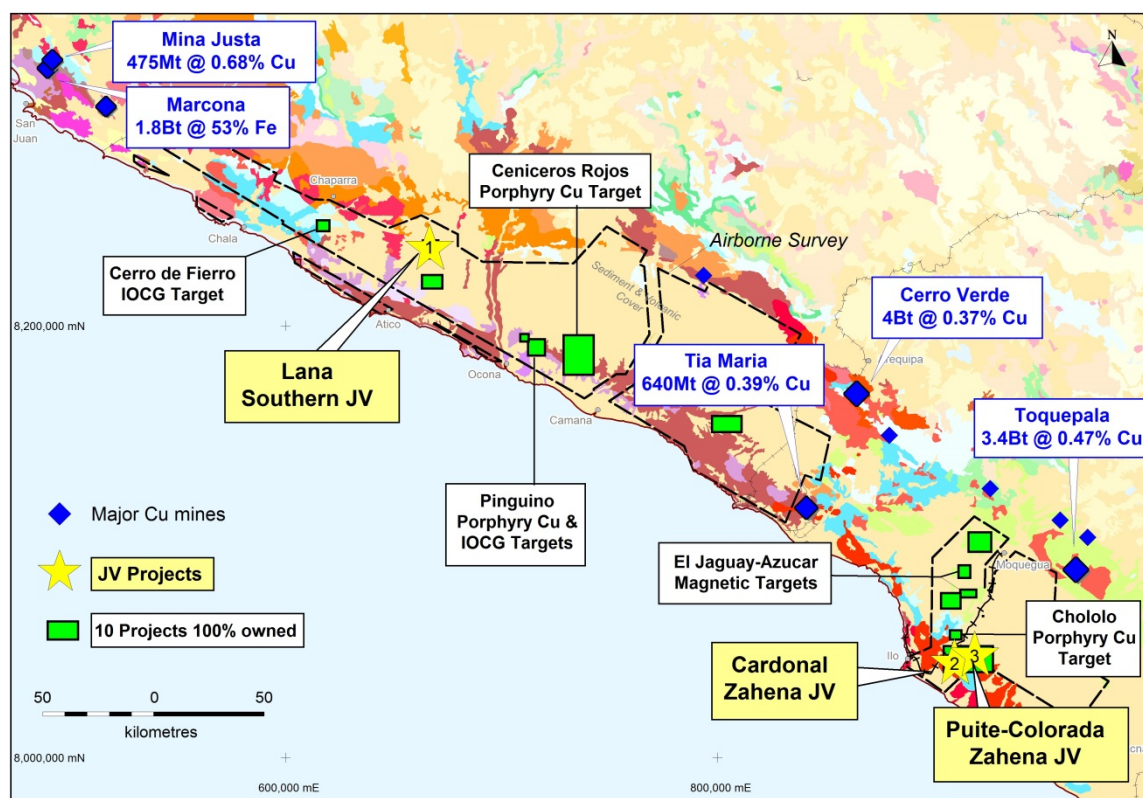 Mina Justa
475Mt @ 0.68% Cu
Marcona
1.8Bt @ 53% Fe
N
San
Juan
Ceniceros Rojos
Porphyry Cu Target
Chaparra
Airborne Survey
Chala
1
Cerro de Fierro
IOCG Target
Sediment & Volcanic
Cover
Cerro Verde
4Bt @ 0.37% Cu
8,200,000 mN
Atico
Lana
Southern JV
Ocona
Tia Maria
640Mt @ 0.39% Cu
requipa
Camana
Toquepala
3.4Bt @ 0.47% Cu
Pinguino
Porphyry Cu &
IOCG Targets
Major Cu mines
JV Projects
10 Projects 100% owned
El Jaguay-Azucar
Magnetic Targets
Moquegua
Chololo
Porphyry Cu
Target
Ilo
2
3
Cardonal
Zahena JV
Puite-Colorada
Zahena JV
50 0 50
kilometres
8,000,000 mN
600,000 mE
800,000 mE